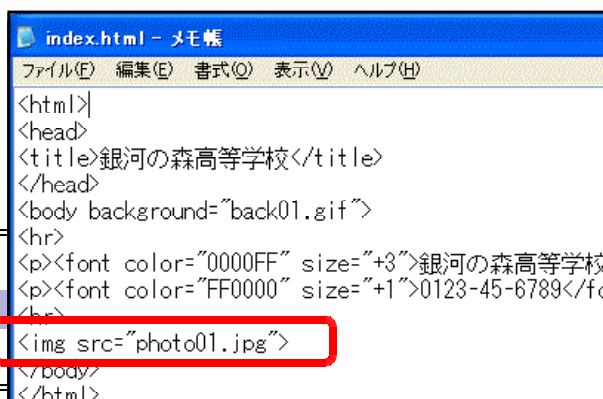 index.html - メモ帳
ファイル(F) 編集(E) 書式(O) 表示(V) ヘルプ(H)
<html>
<head>
<title>銀河の森高等学校</title>
</head>
<body background="back01.gif">
<hr>
<p><font color="0000FF" size="+3">銀河の森高等学校
<p><font color="FF0000" size="+1">0123-45-6789</fo
<hr>
<img src="photo01.jpg">
</body>
</html>